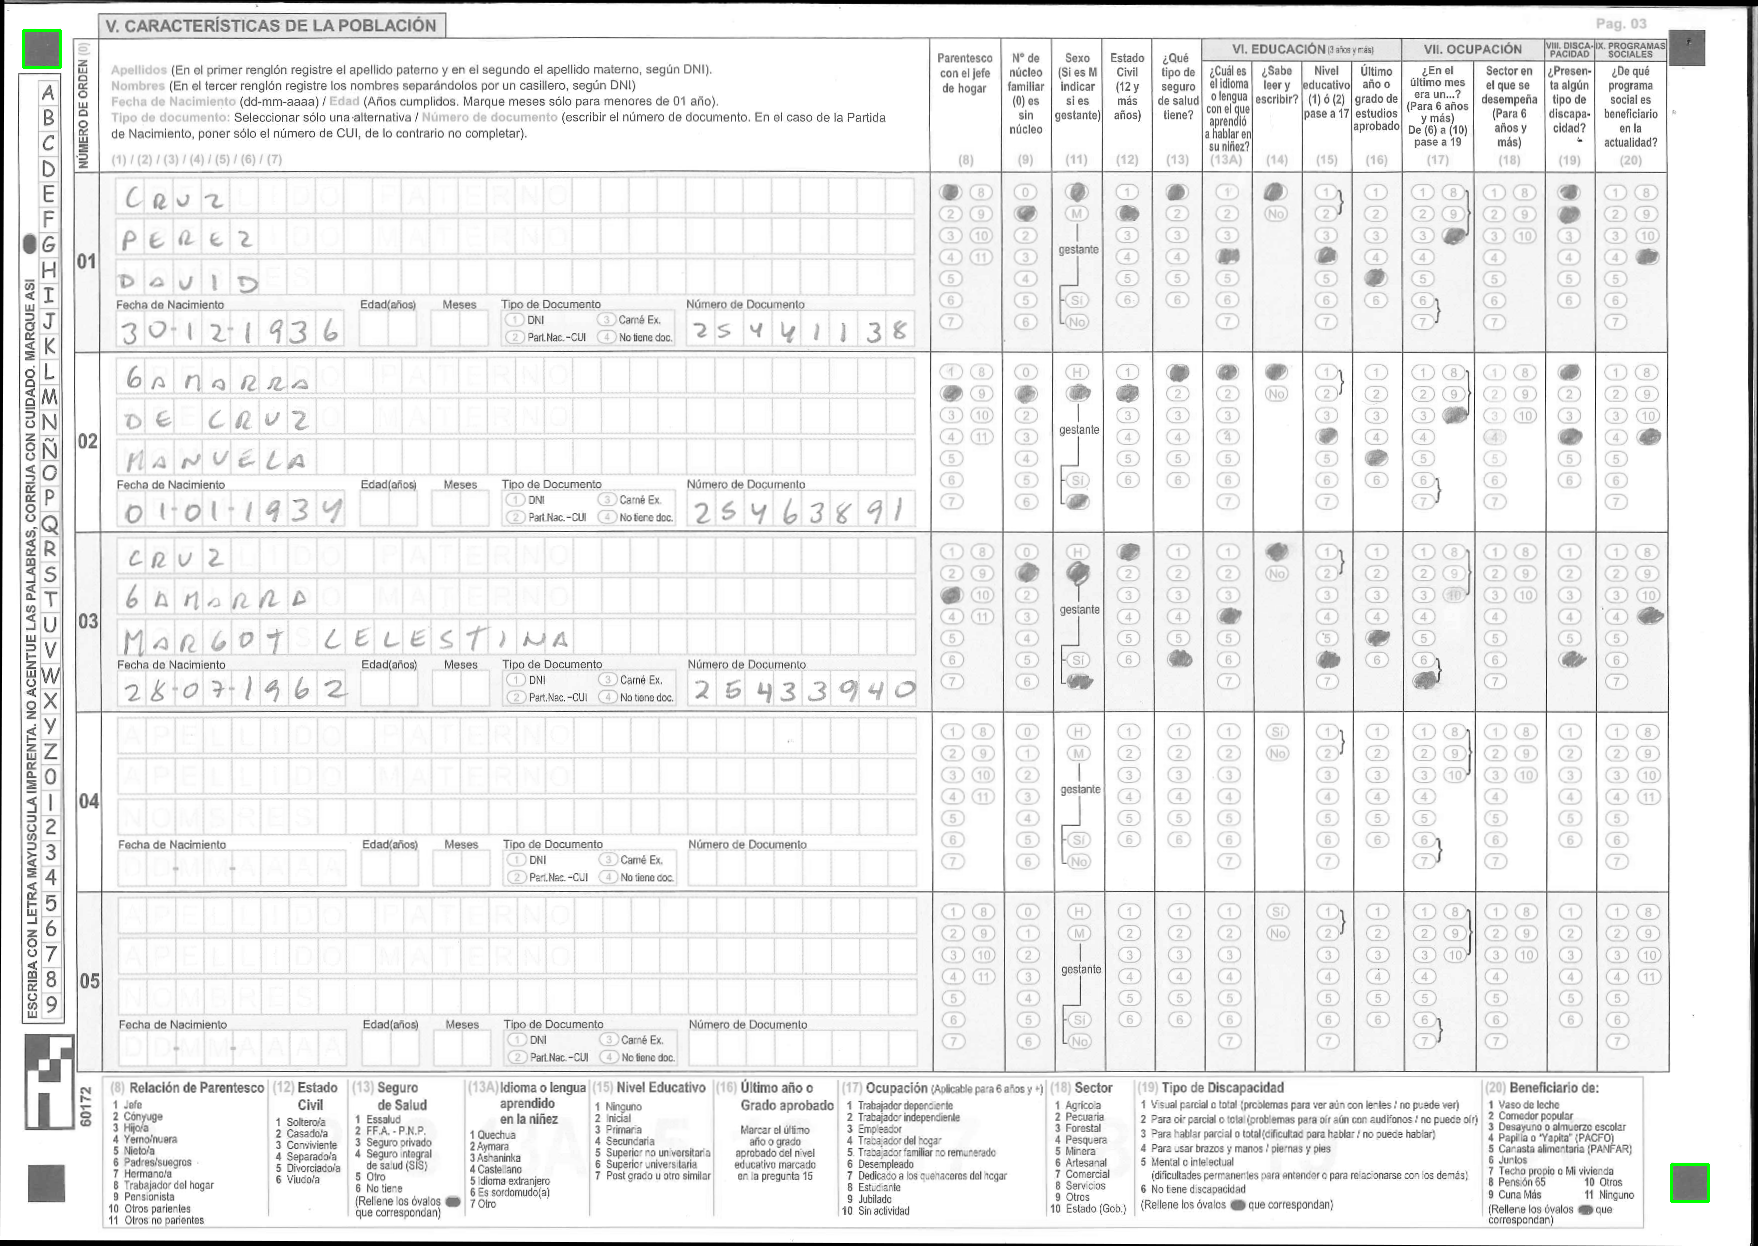 V. CARACTERÍSTICAS DE LA POBLACIÓN
Pag. 03
NÚMERO DE ORDEN (0)
Apellidos (En el primer renglón registre el apellido paterno y en el segundo el apellido materno, según DNI).
Nombres (En el tercer renglón registre los nombres separándolos por un casillero, según DNI)
Fecha de Nacimiento (dd-mm-aaaa) / Edad (Años cumplidos. Marque meses sólo para menores de 01 año).
Tipo de documento: Seleccionar sólo una alternativa / Número de documento (escribir el número de documento. En el caso de la Partida
de Nacimiento, poner sólo el número de CUI, de lo contrario no completar).
(1) / (2) / (3) / (4) / (5) / (6) / (7)
Parentesco con el jefe de hogar (8)
Nº de núcleo familiar (0) es sin núcleo (9)
Sexo (Si es M indicar si es gestante) (11)
Estado Civil (12 y más años) (12)
¿Qué tipo de seguro de salud tiene? (13)
VI. EDUCACIÓN (3 años y más)
¿Cuál es el idioma o lengua con el que aprendió a hablar en su niñez? (13A)
¿Sabe leer y escribir? (14)
Nivel educativo (1) ó (2) pase a 17 (15)
Último año o grado de estudios aprobado (16)
VII. OCUPACIÓN
¿En el último mes era un...? (Para 6 años y más) De (6) a (10) pase a 19 (17)
Sector en el que se desempeña (Para 6 años y más) (18)
VIII. DISCAPACIDAD
¿Presenta algún tipo de discapacidad? (19)
IX. PROGRAMAS SOCIALES
¿De qué programa social es beneficiario en la actualidad? (20)
ESCRIBA CON LETRA MAYUSCULA IMPRENTA. NO ACENTUE LAS PALABRAS, CORRIJA CON CUIDADO. MARQUE ASI
A B C D E F G H I J K L M N Ñ O P Q R S T U V W X Y Z 0 1 2 3 4 5 6 7 8 9
01
CRUZ
PEREZ
DAVID
Fecha de Nacimiento Edad(años) Meses Tipo de Documento Número de Documento
30-12-1936 1 DNI 3 Carné Ex. 2 Part.Nac.-CUI 4 No tiene doc. 25441138
gestante
02
GAMARRA
DE CRUZ
MANUELA
Fecha de Nacimiento Edad(años) Meses Tipo de Documento Número de Documento
01-01-1934 1 DNI 3 Carné Ex. 2 Part.Nac.-CUI 4 No tiene doc. 25463891
gestante
03
CRUZ
GAMARRA
MARGOT CELESTINA
Fecha de Nacimiento Edad(años) Meses Tipo de Documento Número de Documento
28-07-1962 1 DNI 3 Carné Ex. 2 Part.Nac.-CUI 4 No tiene doc. 25433940
gestante
04
APELLIDO PATERNO
APELLIDO MATERNO
NOMBRES
Fecha de Nacimiento Edad(años) Meses Tipo de Documento Número de Documento
DD-MM-AAAA 1 DNI 3 Carné Ex. 2 Part.Nac.-CUI 4 No tiene doc.
gestante
05
APELLIDO PATERNO
APELLIDO MATERNO
NOMBRES
Fecha de Nacimiento Edad(años) Meses Tipo de Documento Número de Documento
DD-MM-AAAA 1 DNI 3 Carné Ex. 2 Part.Nac.-CUI 4 No tiene doc.
gestante
60172
(8) Relación de Parentesco
1 Jefe
2 Cónyuge
3 Hijo/a
4 Yerno/nuera
5 Nieto/a
6 Padres/suegros
7 Hermano/a
8 Trabajador del hogar
9 Pensionista
10 Otros parientes
11 Otros no parientes
(12) Estado Civil
1 Soltero/a
2 Casado/a
3 Conviviente
4 Separado/a
5 Divorciado/a
6 Viudo/a
(13) Seguro de Salud
1 Essalud
2 FF.A. - P.N.P.
3 Seguro privado
4 Seguro integral de salud (SIS)
5 Otro
6 No tiene
(Rellene los óvalos que correspondan)
(13A) Idioma o lengua aprendido en la niñez
1 Quechua
2 Aymara
3 Ashaninka
4 Castellano
5 Idioma extranjero
6 Es sordomudo(a)
7 Otro
(15) Nivel Educativo
1 Ninguno
2 Inicial
3 Primaria
4 Secundaria
5 Superior no universitaria
6 Superior universitaria
7 Post grado u otro similar
(16) Último año o Grado aprobado
Marcar el último año o grado aprobado del nivel educativo marcado en la pregunta 15
(17) Ocupación (Aplicable para 6 años y +)
1 Trabajador dependiente
2 Trabajador independiente
3 Empleador
4 Trabajador del hogar
5 Trabajador familiar no remunerado
6 Desempleado
7 Dedicado a los quehaceres del hogar
8 Estudiante
9 Jubilado
10 Sin actividad
(18) Sector
1 Agrícola
2 Pecuaria
3 Forestal
4 Pesquera
5 Minera
6 Artesanal
7 Comercial
8 Servicios
9 Otros
10 Estado (Gob.)
(19) Tipo de Discapacidad
1 Visual parcial o total (problemas para ver aún con lentes / no puede ver)
2 Para oir parcial o total (problemas para oir aún con audífonos / no puede oir)
3 Para hablar parcial o total (dificultad para hablar / no puede hablar)
4 Para usar brazos y manos / piernas y pies
5 Mental o intelectual
(dificultades permanentes para entender o para relacionarse con los demás)
6 No tiene discapacidad
(Rellene los óvalos que correspondan)
(20) Beneficiario de:
1 Vaso de leche
2 Comedor popular
3 Desayuno o almuerzo escolar
4 Papilla o "Yapita" (PACFO)
5 Canasta alimentaria (PANFAR)
6 Juntos
7 Techo propio o Mi vivienda
8 Pensión 65 10 Otros
9 Cuna Más 11 Ninguno
(Rellene los óvalos que correspondan)